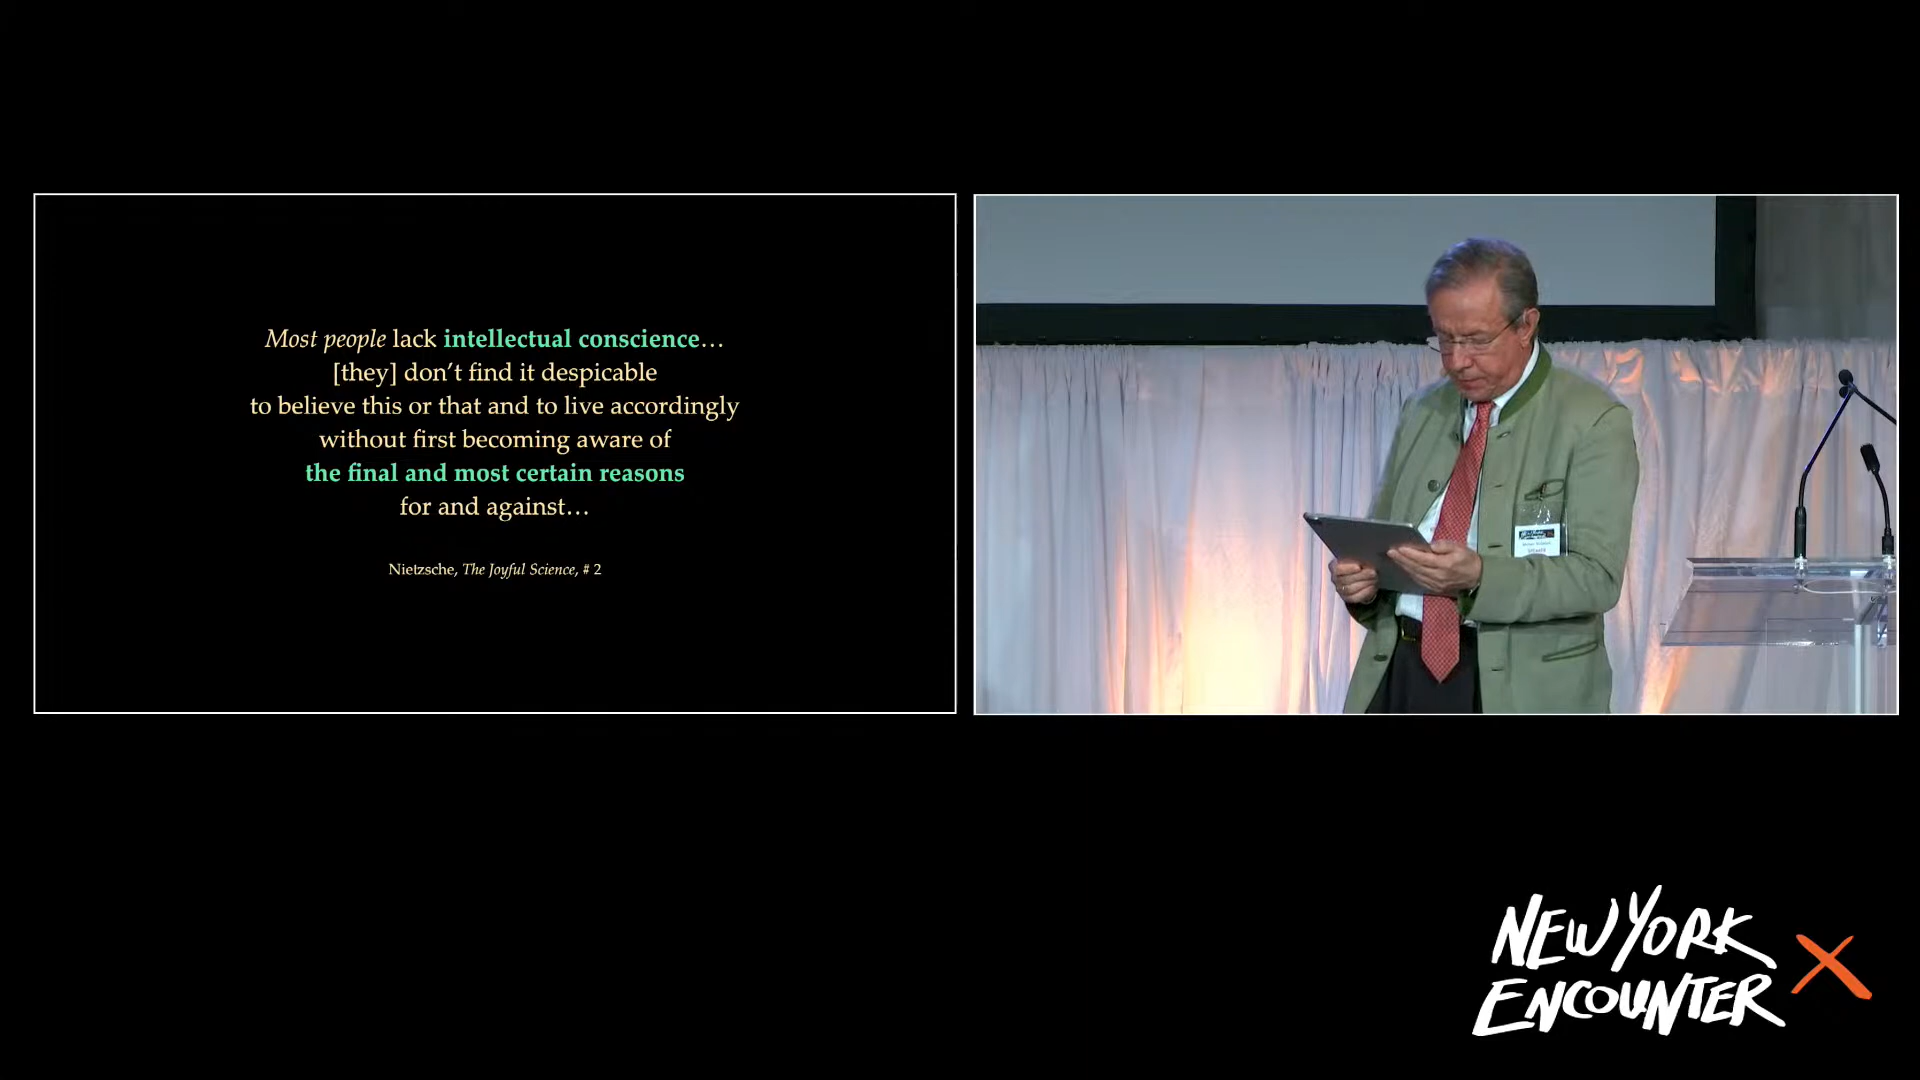 Most people lack intellectual conscience…
[they] don’t find it despicable
to believe this or that and to live accordingly
without first becoming aware of
the final and most certain reasons
for and against…
Nietzsche, The Joyful Science, # 2
NEW YORK
ENCOUNTER